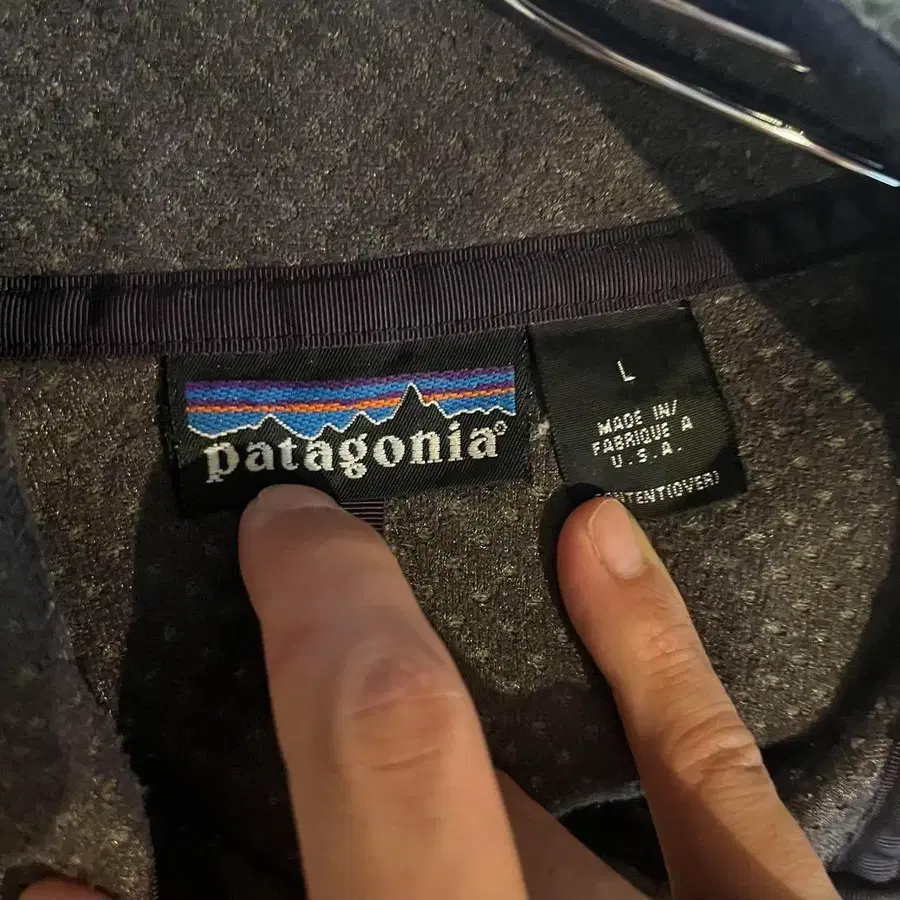 patagonia®
L
MADE IN/
FABRIQUE A
U.S.A.